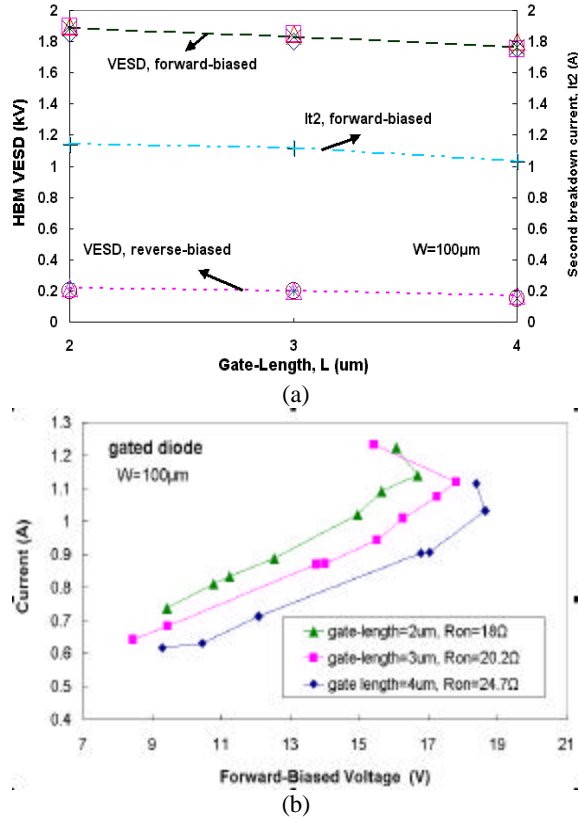 2
1.8
1.6
1.4
1.2
1
0.8
0.6
0.4
0.2
0
HBM VESD (kV)
VESD, forward-biased
It2, forward-biased
VESD, reverse-biased
W=100µm
2
1.8
1.6
1.4
1.2
1
0.8
0.6
0.4
0.2
0
Second breakdown current, It2 (A)
2
3
4
Gate-Length, L (um)
(a)
1.3
1.2
1.1
1
0.9
0.8
0.7
0.6
0.5
0.4
Current (A)
gated diode
W=100µm
gate-length=2um, Ron=18Ω
gate-length=3um, Ron=20.2Ω
gate length=4um, Ron=24.7Ω
7
9
11
13
15
17
19
21
Forward-Biased Voltage (V)
(b)